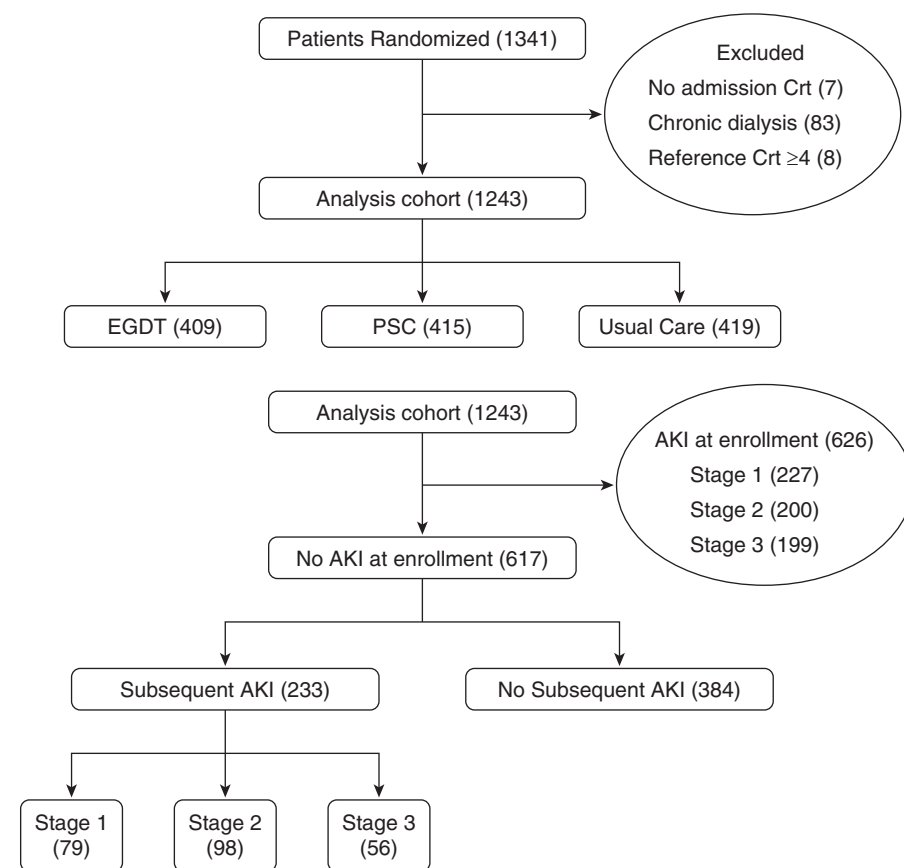 Patients Randomized (1341)
Excluded
No admission Crt (7)
Chronic dialysis (83)
Reference Crt ≥4 (8)
Analysis cohort (1243)
EGDT (409)
PSC (415)
Usual Care (419)
Analysis cohort (1243)
AKI at enrollment (626)
Stage 1 (227)
Stage 2 (200)
Stage 3 (199)
No AKI at enrollment (617)
Subsequent AKI (233)
No Subsequent AKI (384)
Stage 1
(79)
Stage 2
(98)
Stage 3
(56)